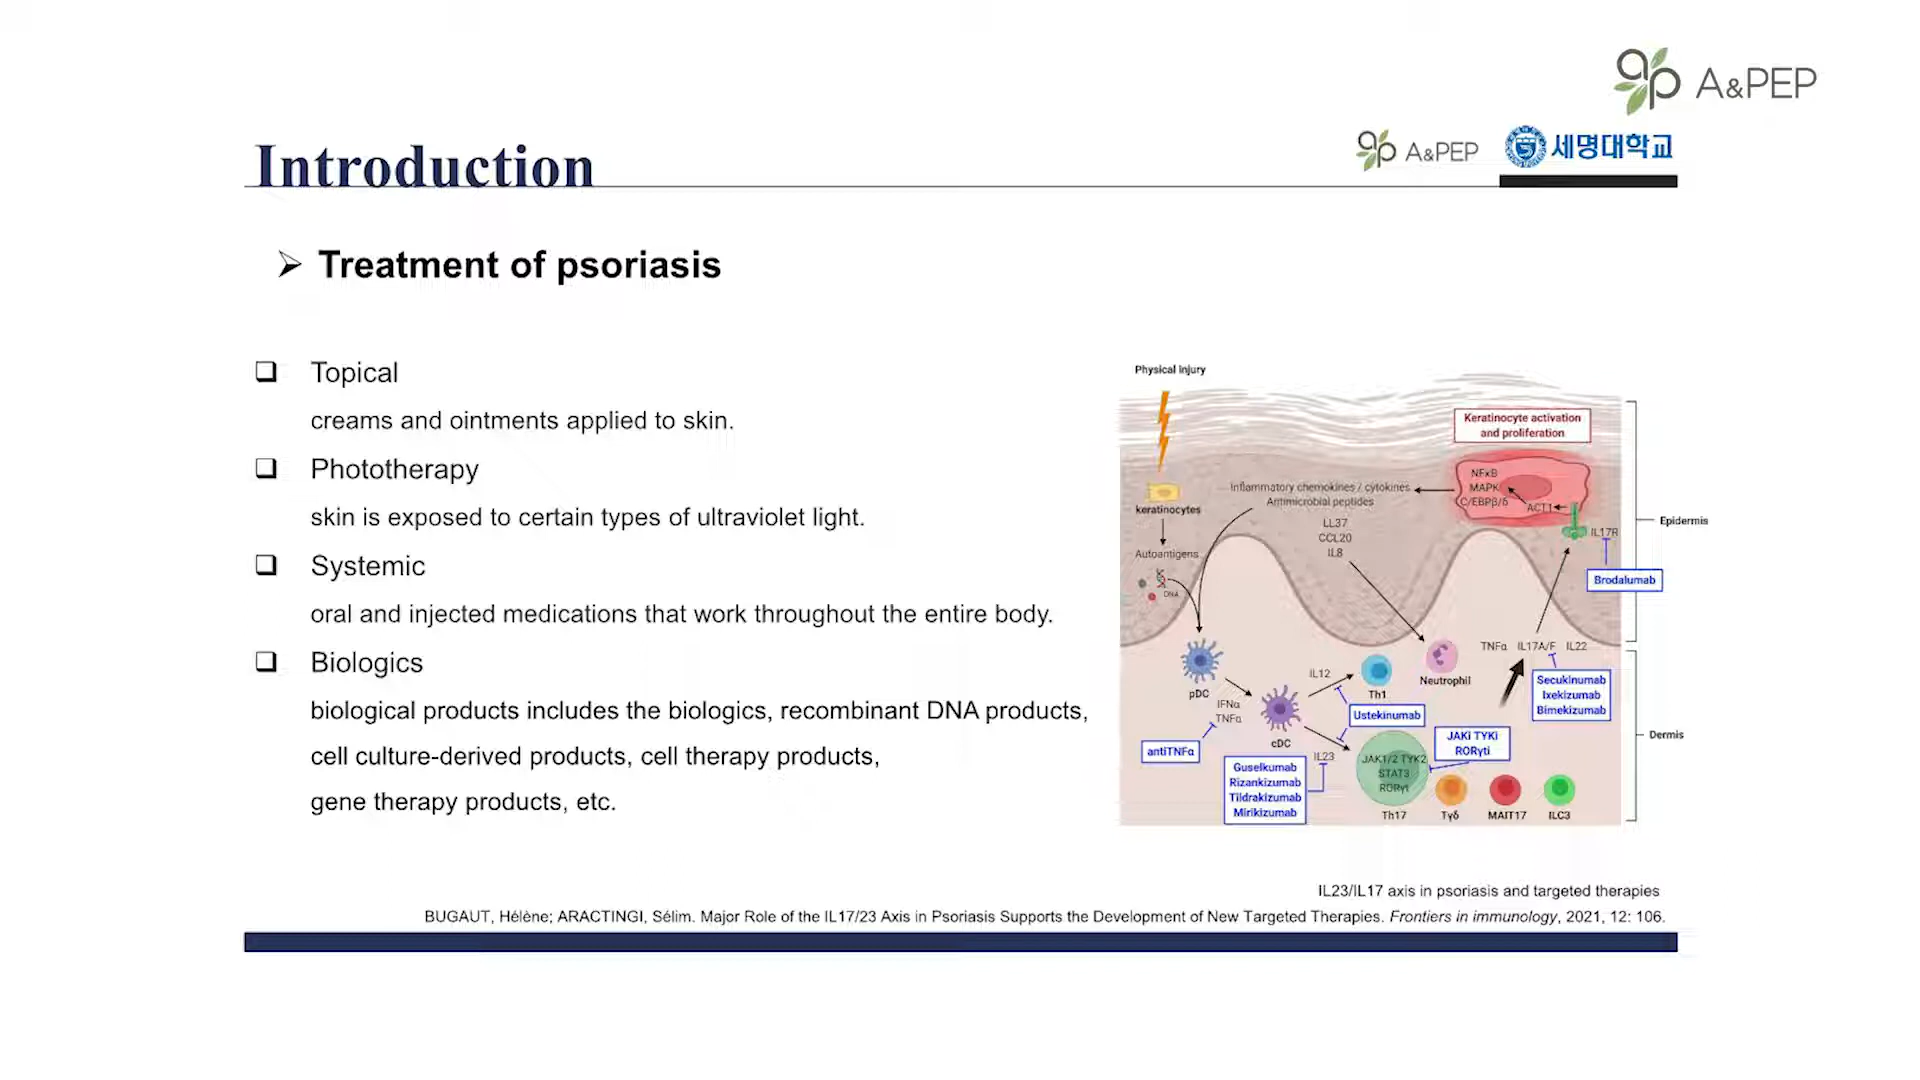 A&PEP
Introduction
A&PEP
세명대학교
Treatment of psoriasis
Topical
creams and ointments applied to skin.
Phototherapy
skin is exposed to certain types of ultraviolet light.
Systemic
oral and injected medications that work throughout the entire body.
Biologics
biological products includes the biologics, recombinant DNA products,
cell culture-derived products, cell therapy products,
gene therapy products, etc.
Physical injury
Keratinocyte activation
and proliferation
NFκB
MAPK
C/EBPβ/δ
ACT1
Inflammatory chemokines / cytokines
Antimicrobial peptides
LL37
CCL20
IL8
keratinocytes
Autoantigens
DNA
IL17R
Epidermis
Brodalumab
TNFα IL17A/F IL22
Secukinumab
Ixekizumab
Bimekizumab
pDC
IFNα
TNFα
antiTNFα
cDC
IL12
Th1
Neutrophil
Ustekinumab
IL23
Guselkumab
Rizankizumab
Tildrakizumab
Mirikizumab
JAKi TYKi
RORγti
JAK1/2 TYK2
STAT3
RORγt
Th17
Tγδ
MAIT17
ILC3
Dermis
IL23/IL17 axis in psoriasis and targeted therapies
BUGAUT, Hélène; ARACTINGI, Sélim. Major Role of the IL17/23 Axis in Psoriasis Supports the Development of New Targeted Therapies. Frontiers in immunology, 2021, 12: 106.